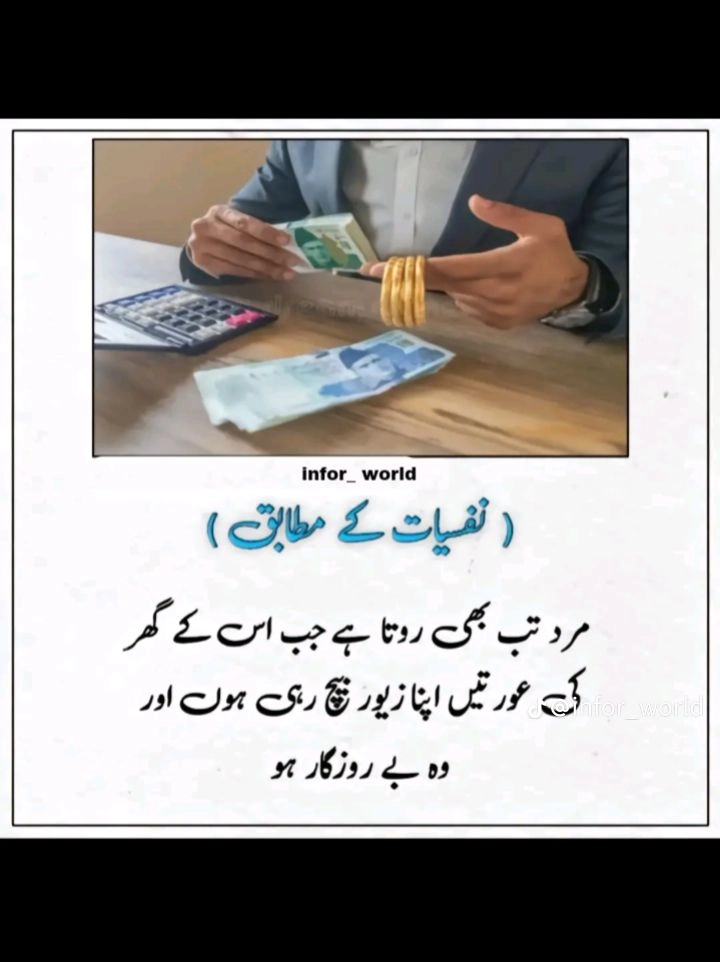 infor_ world
( نفسیات کے مطابق )
مرد تب بھی روتا ہے جب اس کے گھر
کی عورتیں اپنا زیور بیچ رہی ہوں اور
@infor_world
وہ بے روزگار ہو